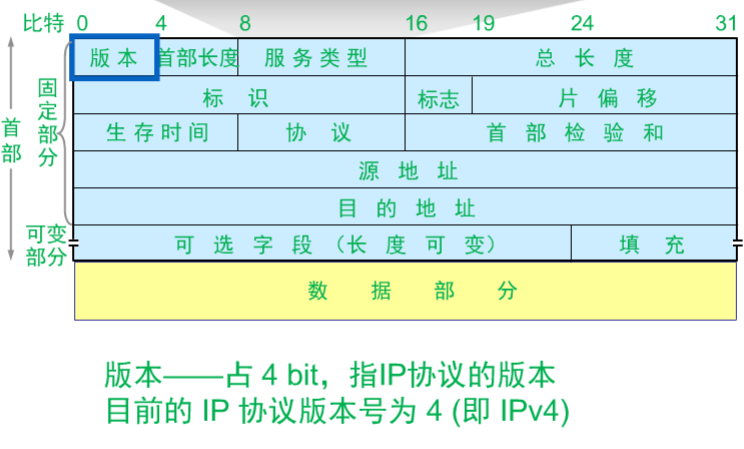 比特 0 4 8 16 19 24 31
版 本 首部长度 服 务 类 型 总 长 度
标 识 标志 片 偏 移
生 存 时 间 协 议 首 部 检 验 和
源 地 址
目 的 地 址
可 选 字 段 （长 度 可 变） 填 充
数 据 部 分
首部
固定部分
可变部分
版本——占 4 bit，指IP协议的版本
目前的 IP 协议版本号为 4 (即 IPv4)